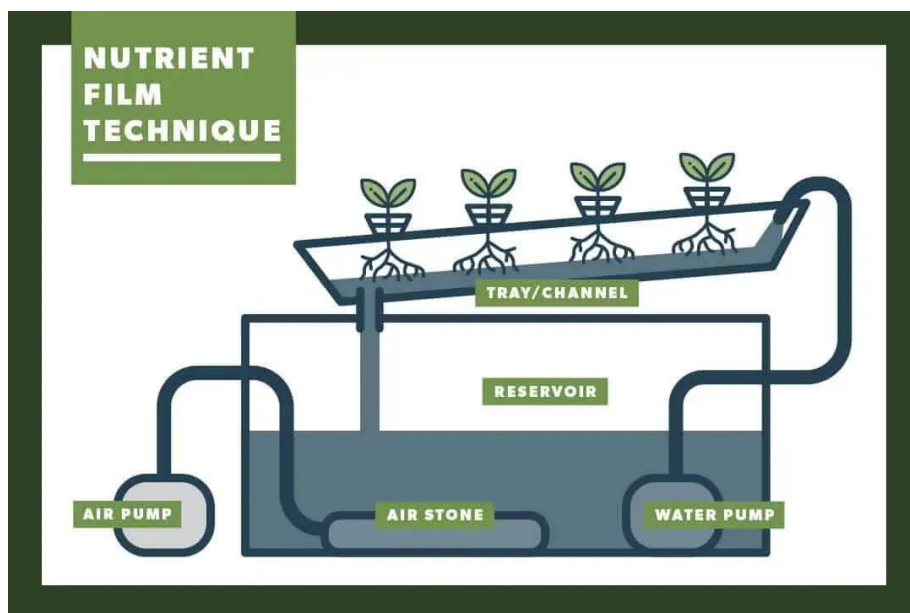 NUTRIENT
FILM
TECHNIQUE
TRAY/CHANNEL
RESERVOIR
AIR PUMP
AIR STONE
WATER PUMP